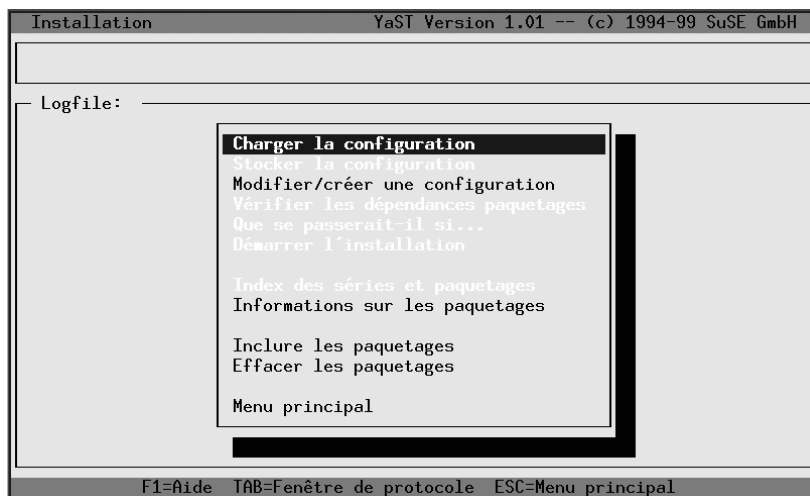 Installation YaST Version 1.01 -- (c) 1994-99 SuSE GmbH
Logfile:
Charger la configuration
Stocker la configuration
Modifier/créer une configuration
Vérifier les dépendances paquetages
Que se passerait-il si...
Démarrer l´installation
Index des séries et paquetages
Informations sur les paquetages
Inclure les paquetages
Effacer les paquetages
Menu principal
F1=Aide TAB=Fenêtre de protocole ESC=Menu principal